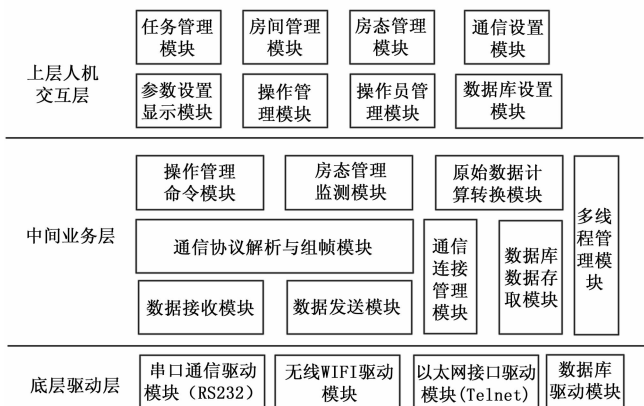 任务管理
模块
房间管理
模块
房态管理
模块
通信设置
模块
上层人机
交互层
参数设置
显示模块
操作管
理模块
操作员管
理模块
数据库设置
模块
操作管理
命令模块
房态管理
监测模块
原始数据计
算转换模块
多线
程管
理模
块
中间业务层
通信协议解析与组帧模块
通信
连接
管理
模块
数据库
数据存
取模块
数据接收模块
数据发送模块
底层驱动层
串口通信驱动
模块（RS232）
无线WIFI驱动
模块
以太网接口驱动
模块(Telnet)
数据库
驱动模块